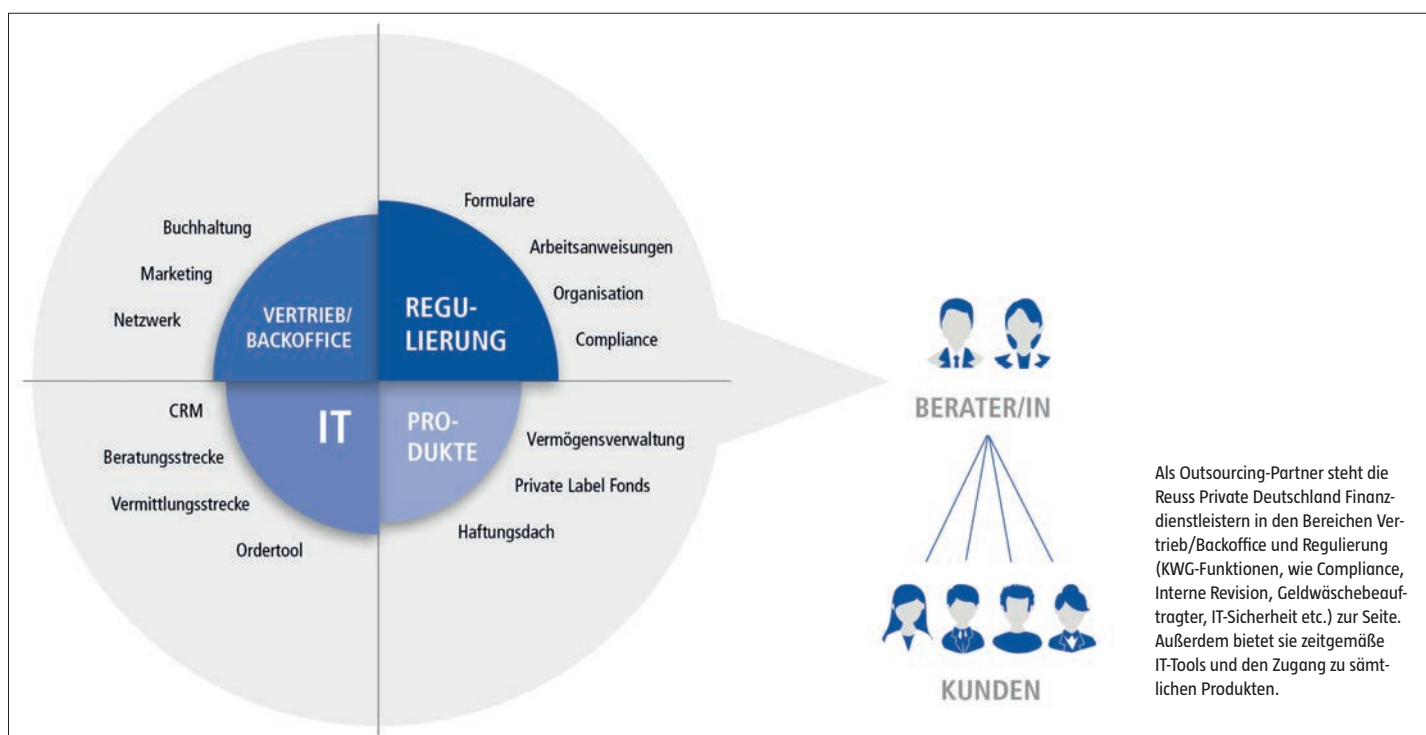 Buchhaltung
Marketing
Netzwerk
VERTRIEB/
BACKOFFICE
Formulare
Arbeitsanweisungen
Organisation
Compliance
REGU-
LIERUNG
CRM
Beratungsstrecke
Vermittlungsstrecke
Ordertool
IT
PRO-
DUKTE
Vermögensverwaltung
Private Label Fonds
Haftungsdach
BERATER/IN
KUNDEN
Als Outsourcing-Partner steht die
Reuss Private Deutschland Finanz-
dienstleistern in den Bereichen Ver-
trieb/Backoffice und Regulierung
(KWG-Funktionen, wie Compliance,
Interne Revision, Geldwäschebeauf-
tragter, IT-Sicherheit etc.) zur Seite.
Außerdem bietet sie zeitgemäße
IT-Tools und den Zugang zu sämt-
lichen Produkten.